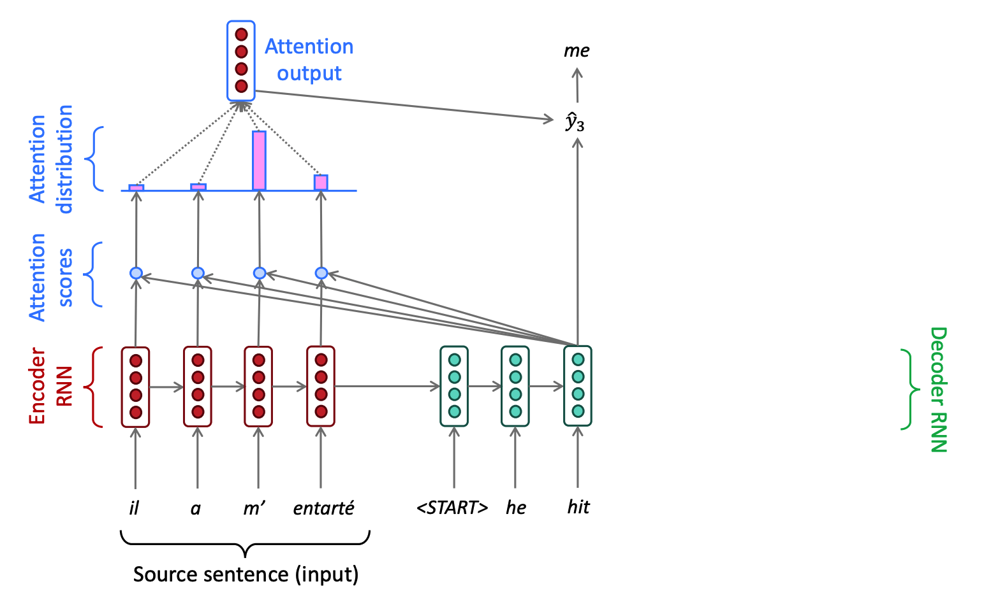 Attention
output
me
ŷ₃
Attention
distribution
Attention
scores
Encoder
RNN
Decoder RNN
il a m’ entarté <START> he hit
Source sentence (input)